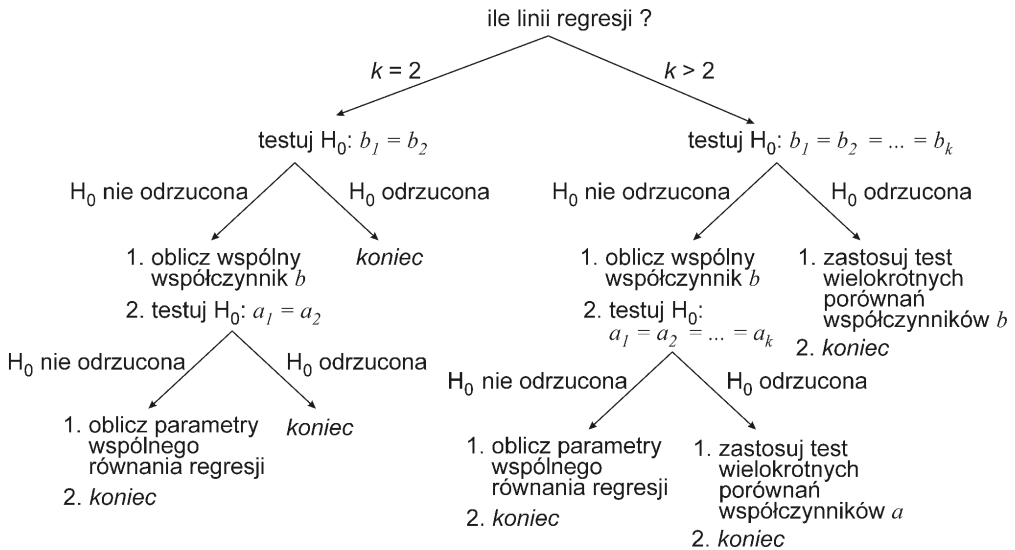 ile linii regresji ?
k = 2
k > 2
testuj H₀: b₁ = b₂
testuj H₀: b₁ = b₂ = ... = bₖ
H₀ nie odrzucona
H₀ odrzucona
H₀ nie odrzucona
H₀ odrzucona
1. oblicz wspólny
współczynnik b
2. testuj H₀: a₁ = a₂
koniec
1. oblicz wspólny
współczynnik b
2. testuj H₀:
a₁ = a₂ = ... = aₖ
1. zastosuj test
wielokrotnych
porównań
współczynników b
2. koniec
H₀ nie odrzucona
H₀ odrzucona
H₀ nie odrzucona
H₀ odrzucona
1. oblicz parametry
wspólnego
równania regresji
2. koniec
koniec
1. oblicz parametry
wspólnego
równania regresji
2. koniec
1. zastosuj test
wielokrotnych
porównań
współczynników a
2. koniec